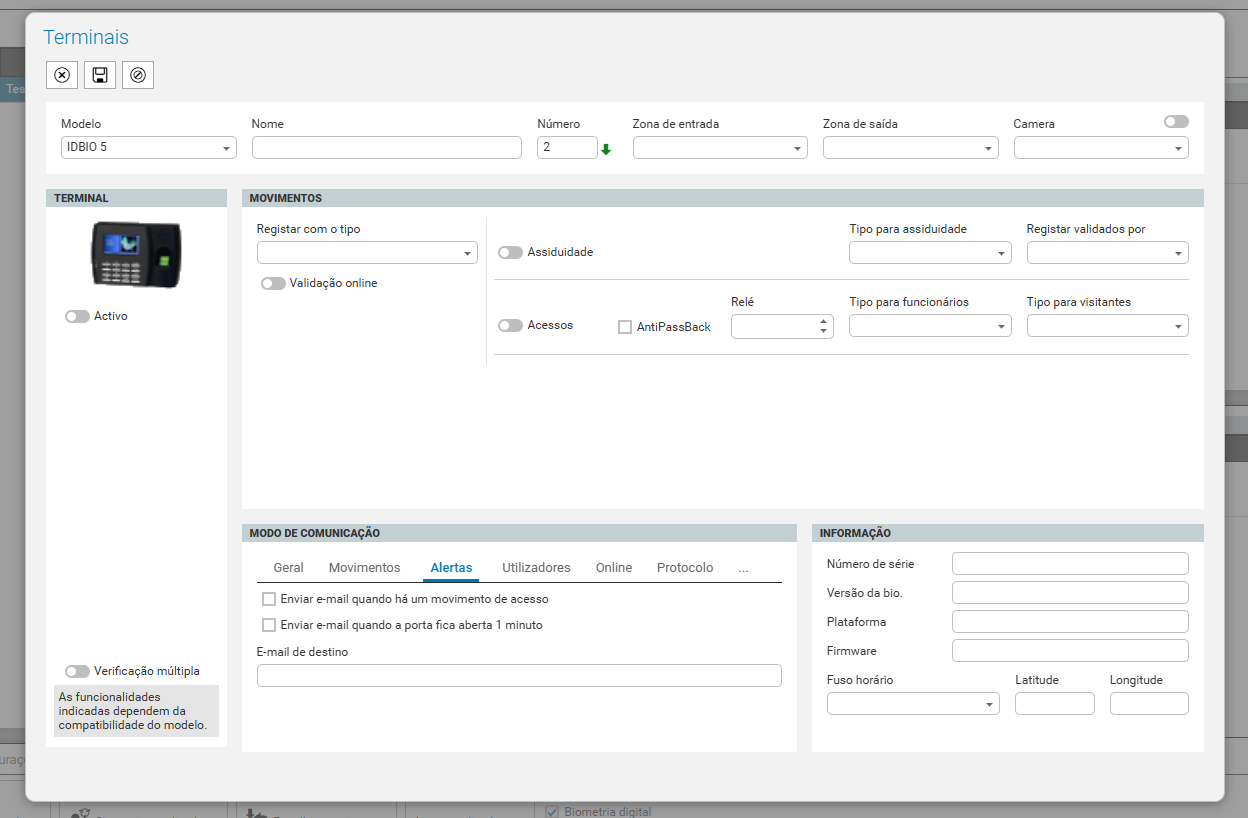 Terminais
Tes
Modelo
Nome
Número
Zona de entrada
Zona de saída
Camera
IDBIO 5
2
TERMINAL
Activo
Verificação múltipla
As funcionalidades
indicadas dependem da
compatibilidade do modelo.
MOVIMENTOS
Registar com o tipo
Validação online
Assiduidade
Tipo para assiduidade
Registar validados por
Acessos
AntiPassBack
Relé
Tipo para funcionários
Tipo para visitantes
MODO DE COMUNICAÇÃO
Geral Movimentos Alertas Utilizadores Online Protocolo ...
Enviar e-mail quando há um movimento de acesso
Enviar e-mail quando a porta fica aberta 1 minuto
E-mail de destino
INFORMAÇÃO
Número de série
Versão da bio.
Plataforma
Firmware
Fuso horário
Latitude
Longitude
uraç
Biometria digital